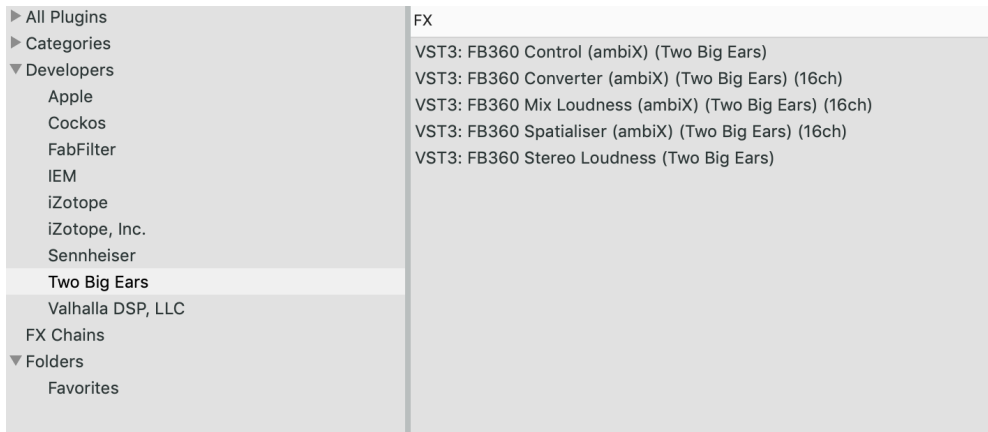 All Plugins
Categories
Developers
Apple
Cockos
FabFilter
IEM
iZotope
iZotope, Inc.
Sennheiser
Two Big Ears
Valhalla DSP, LLC
FX Chains
Folders
Favorites
FX
VST3: FB360 Control (ambiX) (Two Big Ears)
VST3: FB360 Converter (ambiX) (Two Big Ears) (16ch)
VST3: FB360 Mix Loudness (ambiX) (Two Big Ears) (16ch)
VST3: FB360 Spatialiser (ambiX) (Two Big Ears) (16ch)
VST3: FB360 Stereo Loudness (Two Big Ears)